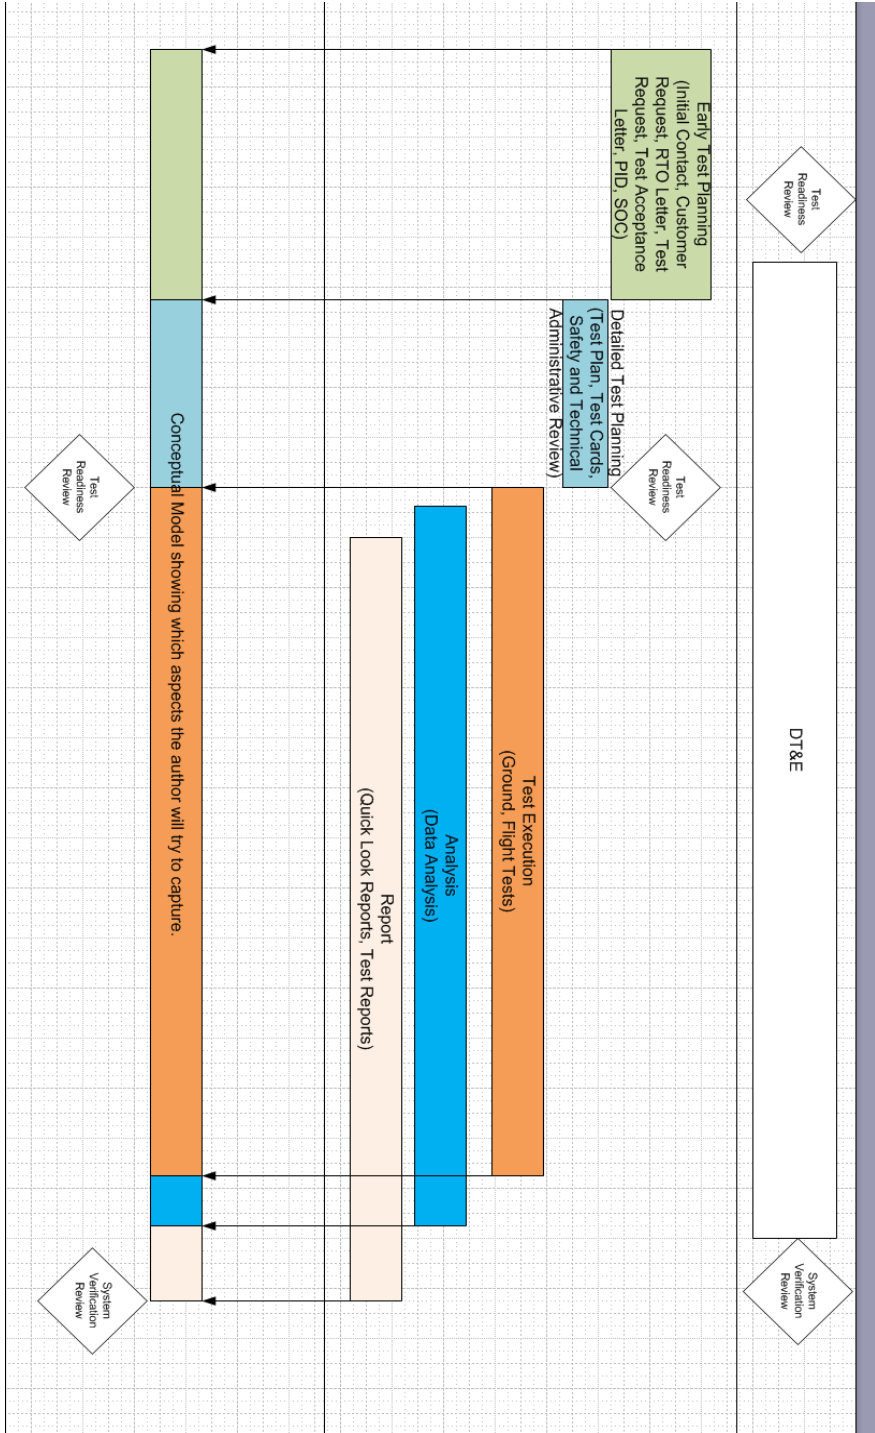 Test
Readiness
Review
DT&E
System
Verification
Review
Early Test Planning
(Initial Contact, Customer
Request, RTO Letter, Test
Request, Test Acceptance
Letter, PID, SOC)
Detailed Test Planning
(Test Plan, Test Cards,
Safety and Technical
Administrative Review)
Test
Readiness
Review
Test Execution
(Ground, Flight Tests)
Analysis
(Data Analysis)
Report
(Quick Look Reports, Test Reports)
Conceptual Model showing which aspects the author will try to capture.
Test
Readiness
Review
System
Verification
Review